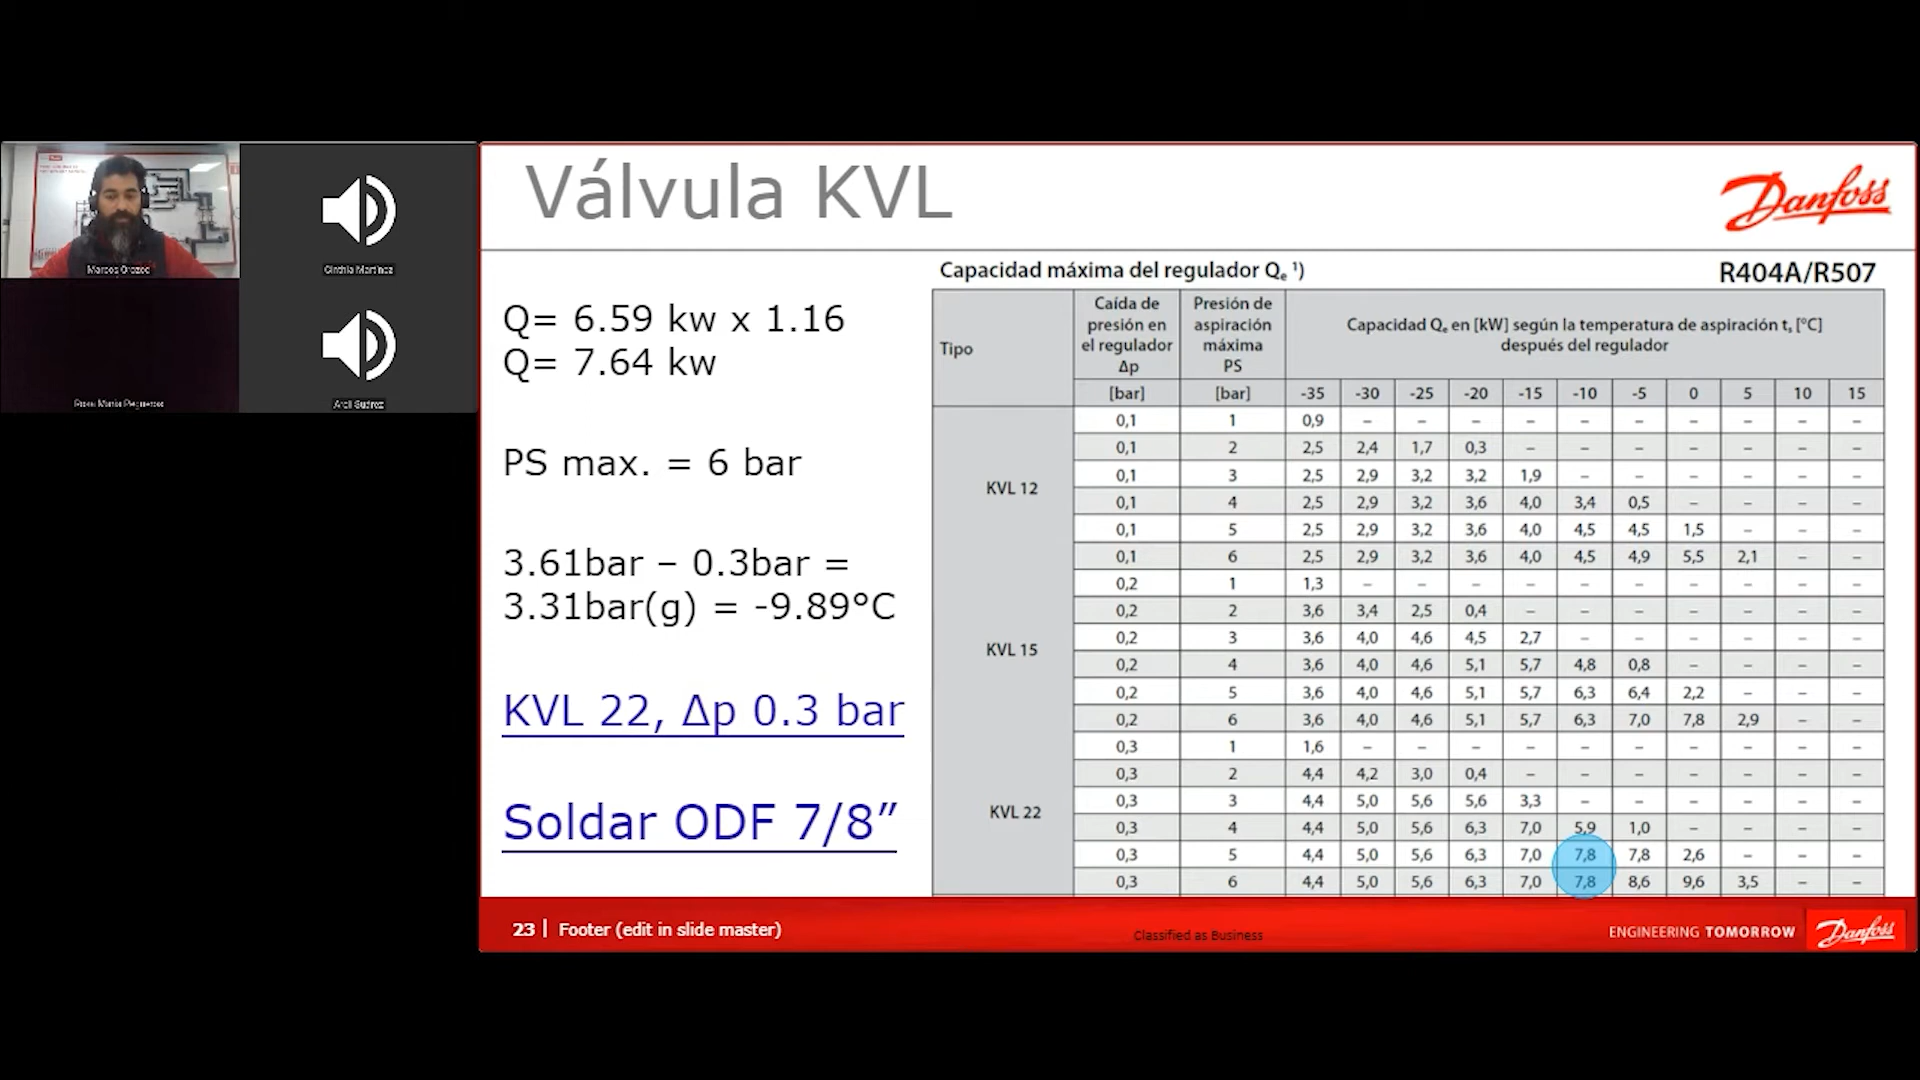 Válvula KVL
Danfoss
Marcos Orozco
Cinthia Martínez
Rosa María Regueros
Arcil Suárez
Q= 6.59 kw x 1.16
Q= 7.64 kw
PS max. = 6 bar
3.61bar – 0.3bar =
3.31bar(g) = -9.89°C
KVL 22, Δp 0.3 bar
Soldar ODF 7/8”
Capacidad máxima del regulador Qₑ ¹)
R404A/R507
Tipo
Caída de
presión en
el regulador
Δp
[bar]
Presión de
aspiración
máxima
PS
[bar]
Capacidad Qₑ en [kW] según la temperatura de aspiración tₛ [°C]
después del regulador
-35 -30 -25 -20 -15 -10 -5 0 5 10 15
KVL 12
0,1 1 0,9 – – – – – – – – – –
0,1 2 2,5 2,4 1,7 0,3 – – – – – – –
0,1 3 2,5 2,9 3,2 3,2 1,9 – – – – – –
0,1 4 2,5 2,9 3,2 3,6 4,0 3,4 0,5 – – – –
0,1 5 2,5 2,9 3,2 3,6 4,0 4,5 4,5 1,5 – – –
0,1 6 2,5 2,9 3,2 3,6 4,0 4,5 4,9 5,5 2,1 – –
KVL 15
0,2 1 1,3 – – – – – – – – – –
0,2 2 3,6 3,4 2,5 0,4 – – – – – – –
0,2 3 3,6 4,0 4,6 4,5 2,7 – – – – – –
0,2 4 3,6 4,0 4,6 5,1 5,7 4,8 0,8 – – – –
0,2 5 3,6 4,0 4,6 5,1 5,7 6,3 6,4 2,2 – – –
0,2 6 3,6 4,0 4,6 5,1 5,7 6,3 7,0 7,8 2,9 – –
KVL 22
0,3 1 1,6 – – – – – – – – – –
0,3 2 4,4 4,2 3,0 0,4 – – – – – – –
0,3 3 4,4 5,0 5,6 5,6 3,3 – – – – – –
0,3 4 4,4 5,0 5,6 6,3 7,0 5,9 1,0 – – – –
0,3 5 4,4 5,0 5,6 6,3 7,0 7,8 7,8 2,6 – – –
0,3 6 4,4 5,0 5,6 6,3 7,0 7,8 8,6 9,6 3,5 – –
23 | Footer (edit in slide master)
Classified as Business
ENGINEERING TOMORROW
Danfoss